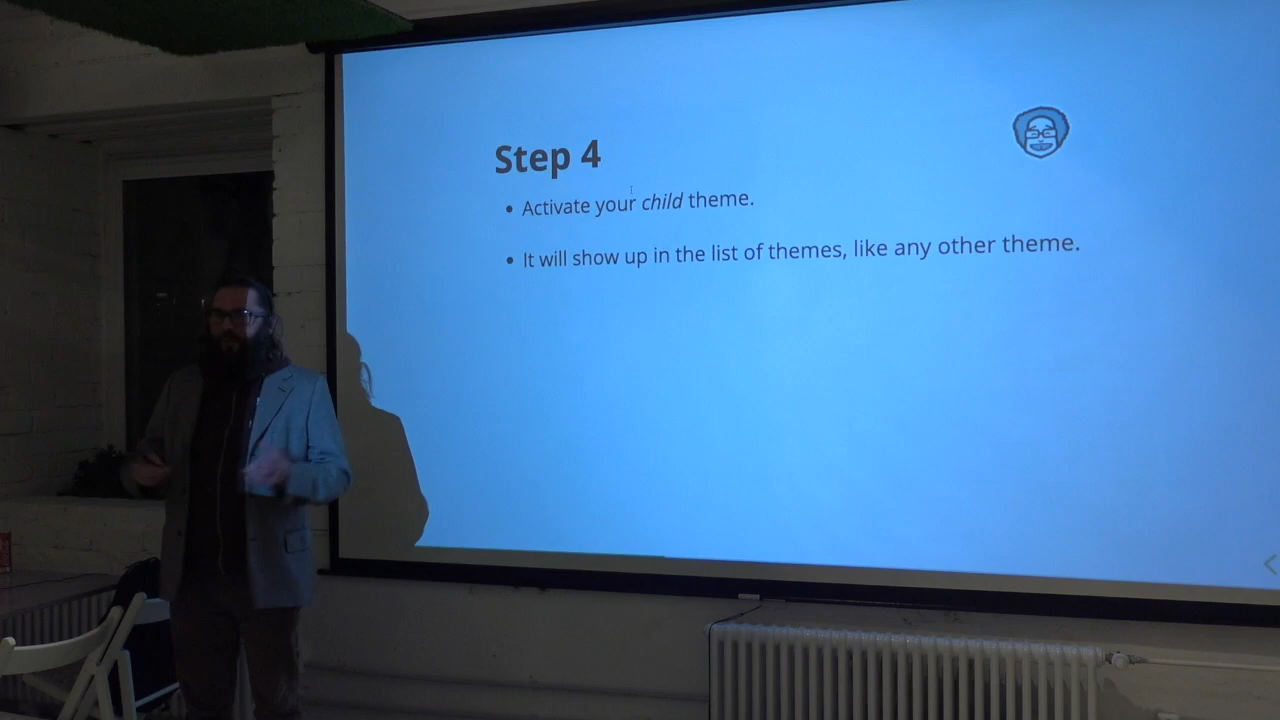 Step 4
• Activate your child theme.
• It will show up in the list of themes, like any other theme.